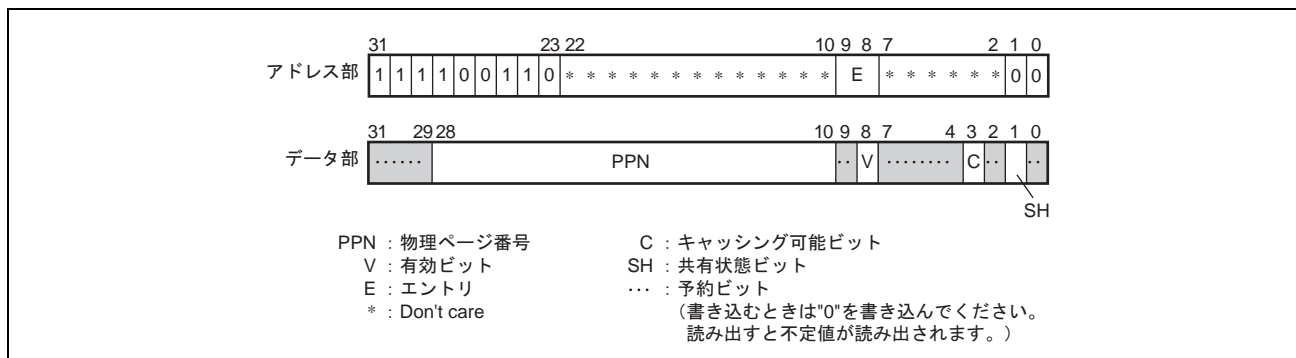 31 23 22 10 9 8 7 2 1 0
アドレス部 1 1 1 1 0 0 1 1 0 * * * * * * * * * * * * * E * * * * * * 0 0
31 29 28 10 9 8 7 4 3 2 1 0
データ部 ‥‥‥ PPN ‥ V ‥‥‥‥ C ‥ ‥
SH
PPN : 物理ページ番号 C : キャッシング可能ビット
V : 有効ビット SH : 共有状態ビット
E : エントリ … : 予約ビット
* : Don't care (書き込むときは"0"を書き込んでください。
読み出すと不定値が読み出されます。)